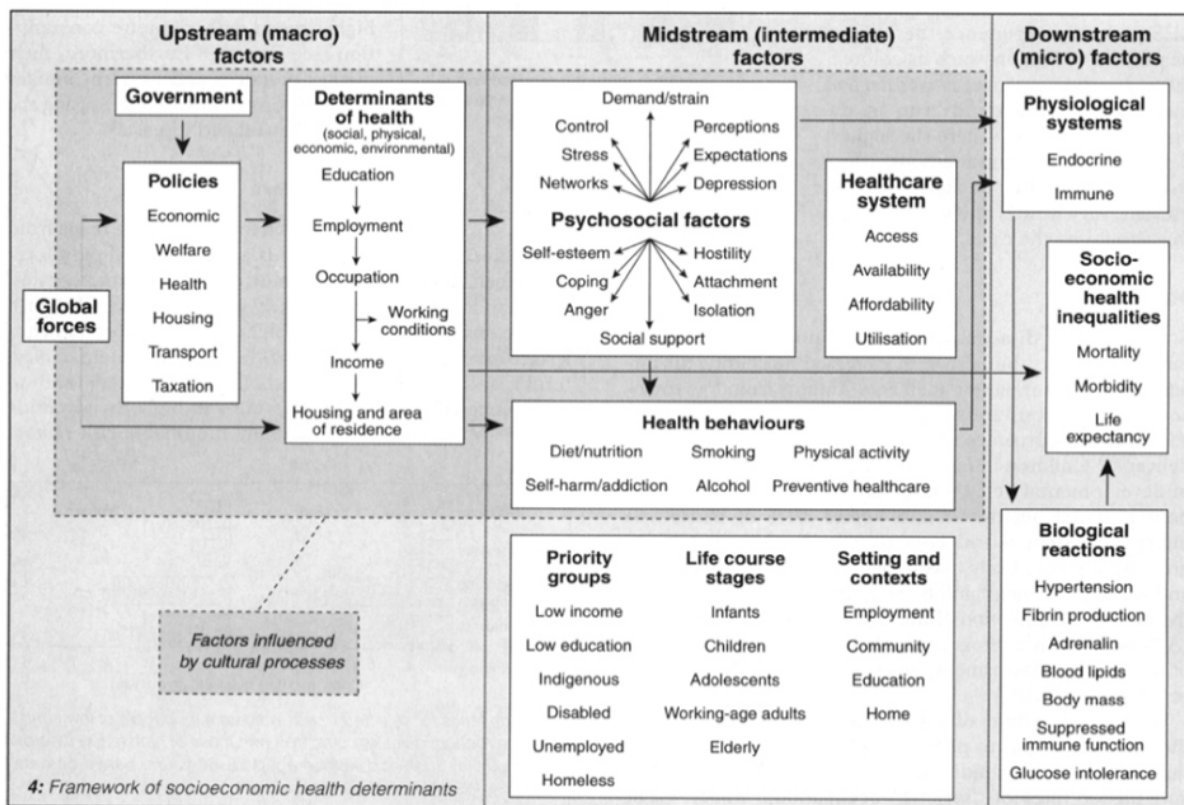 Upstream (macro)
factors
Midstream (intermediate)
factors
Downstream
(micro) factors
Government
Policies
Economic
Welfare
Health
Housing
Transport
Taxation
Global
forces
Determinants
of health
(social, physical,
economic, environmental)
Education
Employment
Occupation
Working
conditions
Income
Housing and area
of residence
Demand/strain
Control
Perceptions
Stress
Expectations
Networks
Depression
Psychosocial factors
Self-esteem
Hostility
Coping
Attachment
Anger
Isolation
Social support
Healthcare
system
Access
Availability
Affordability
Utilisation
Health behaviours
Diet/nutrition
Smoking
Physical activity
Self-harm/addiction
Alcohol
Preventive healthcare
Priority
groups
Low income
Low education
Indigenous
Disabled
Unemployed
Homeless
Life course
stages
Infants
Children
Adolescents
Working-age adults
Elderly
Setting and
contexts
Employment
Community
Education
Home
Physiological
systems
Endocrine
Immune
Socio-
economic
health
inequalities
Mortality
Morbidity
Life
expectancy
Biological
reactions
Hypertension
Fibrin production
Adrenalin
Blood lipids
Body mass
Suppressed
immune function
Glucose intolerance
Factors influenced
by cultural processes
4: Framework of socioeconomic health determinants